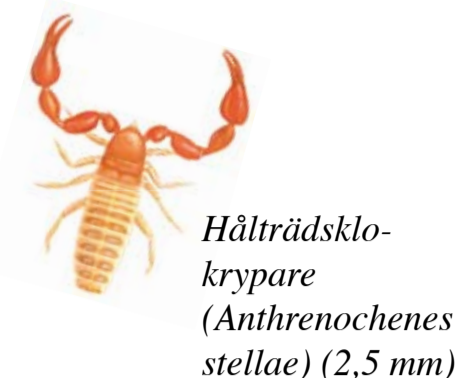 Hålträdsklo-
krypare
(Anthrenochenes
stellae) (2,5 mm)